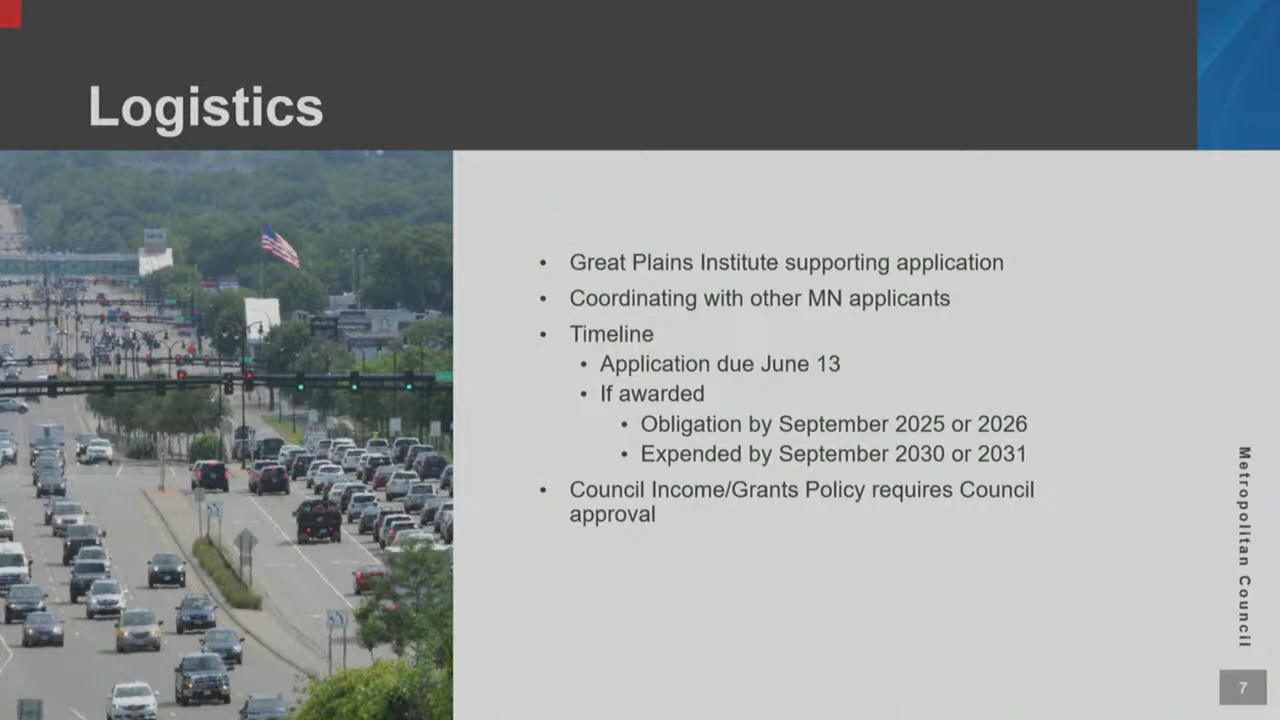 Logistics
• Great Plains Institute supporting application
• Coordinating with other MN applicants
• Timeline
• Application due June 13
• If awarded
• Obligation by September 2025 or 2026
• Expended by September 2030 or 2031
• Council Income/Grants Policy requires Council
approval
Metropolitan Council
7